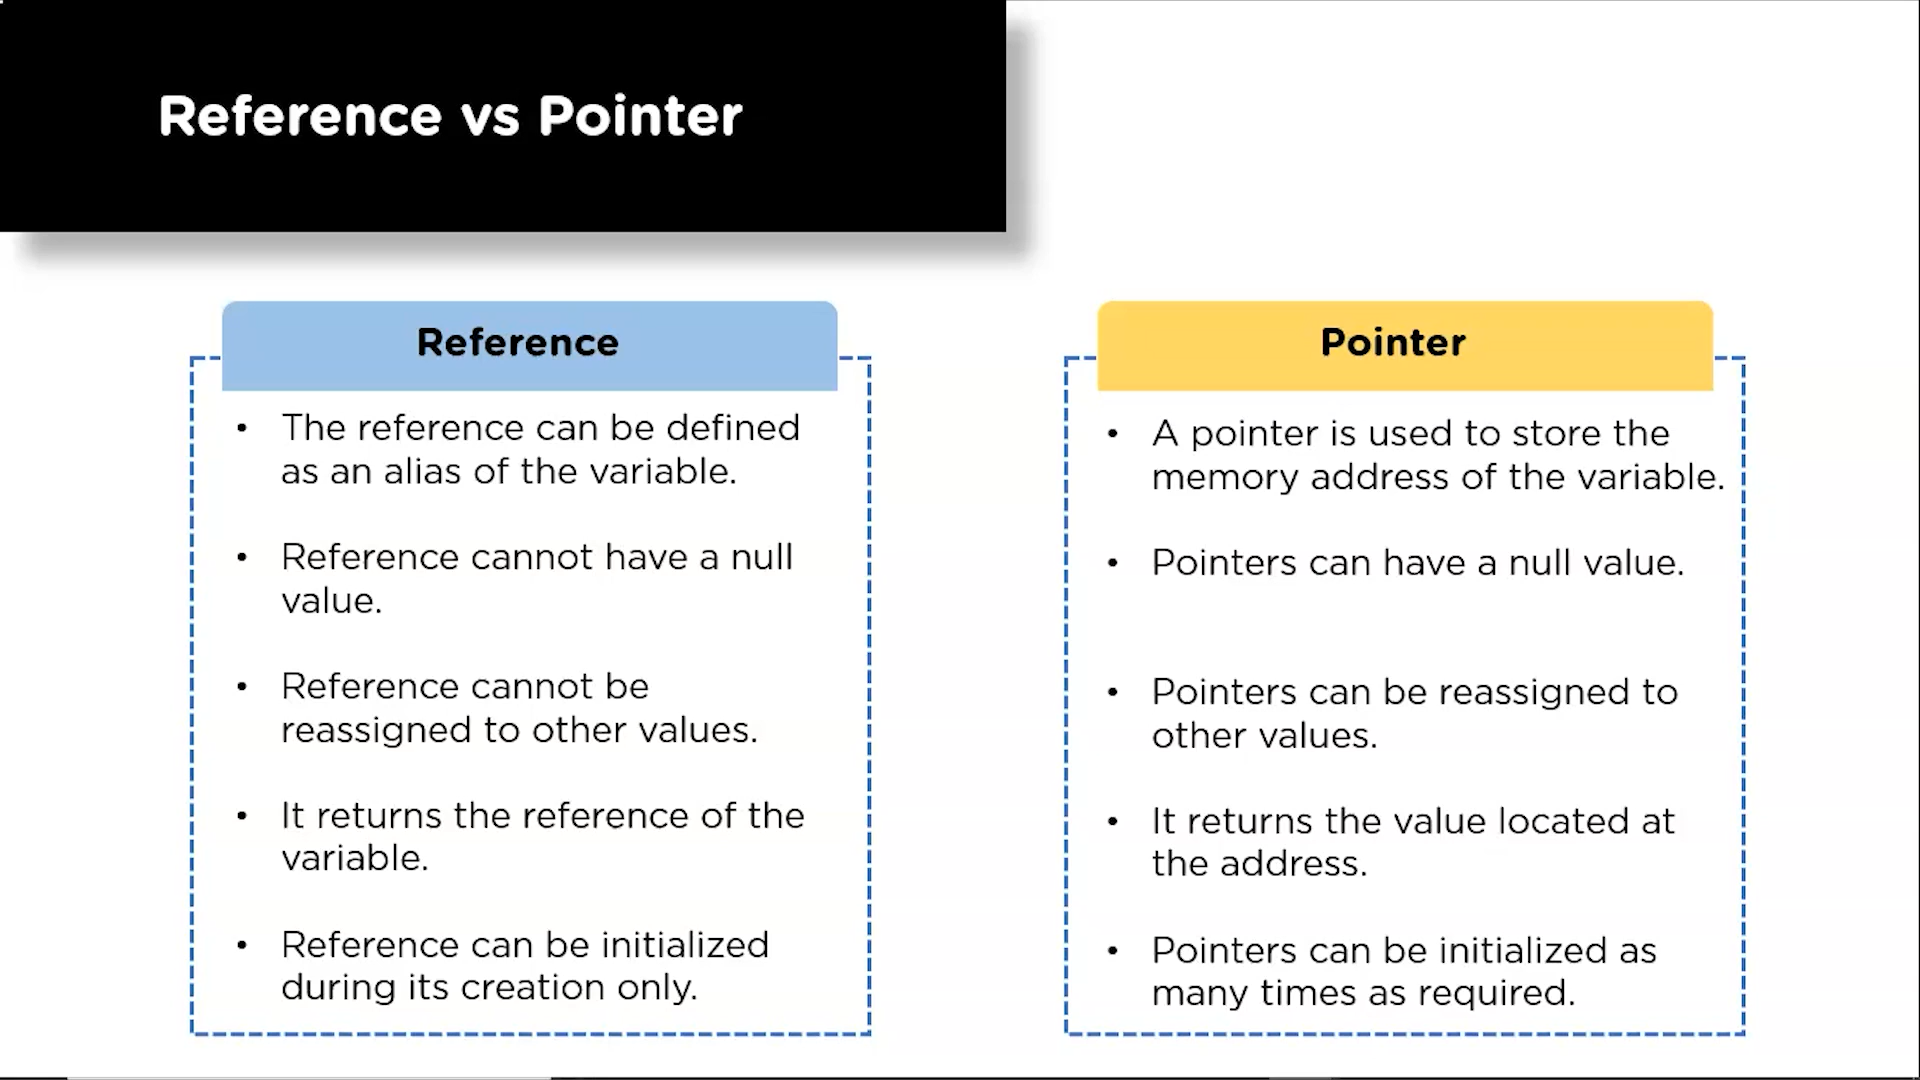 Reference vs Pointer
Reference
• The reference can be defined
as an alias of the variable.
• Reference cannot have a null
value.
• Reference cannot be
reassigned to other values.
• It returns the reference of the
variable.
• Reference can be initialized
during its creation only.
Pointer
• A pointer is used to store the
memory address of the variable.
• Pointers can have a null value.
• Pointers can be reassigned to
other values.
• It returns the value located at
the address.
• Pointers can be initialized as
many times as required.